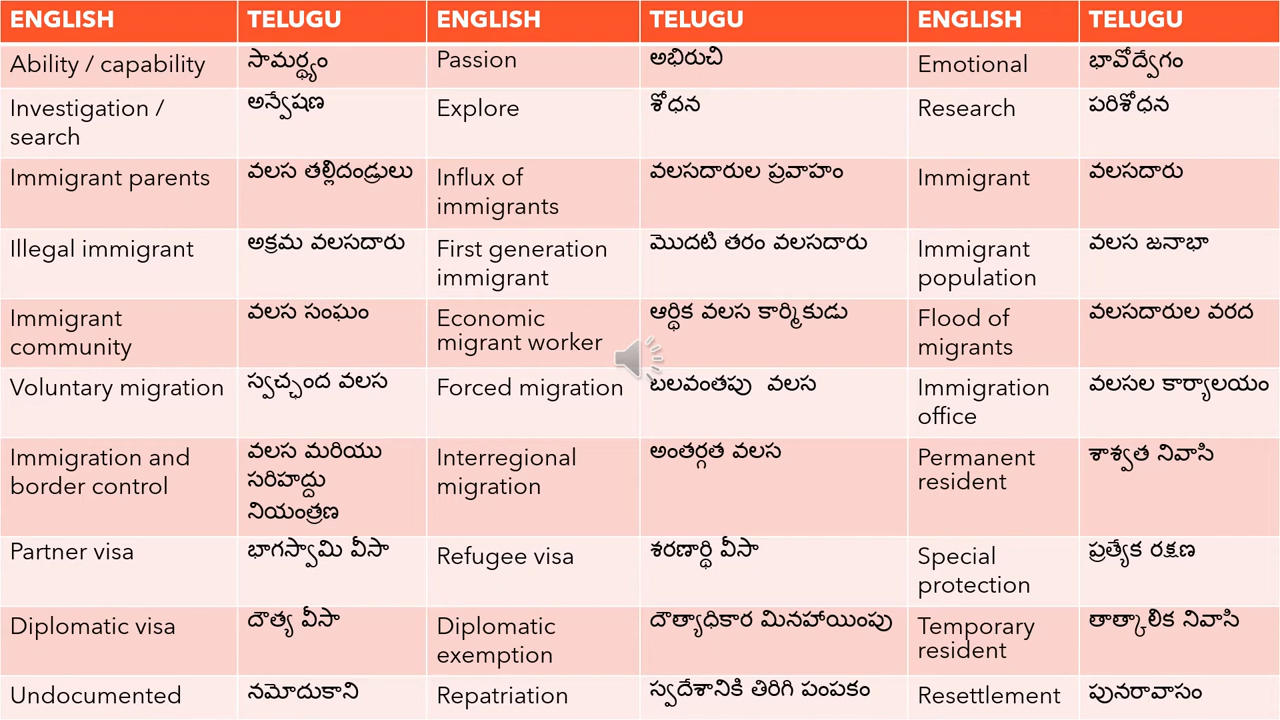 ENGLISH TELUGU ENGLISH TELUGU ENGLISH TELUGU
Ability / capability సామర్థ్యం Passion అభిరుచి Emotional భావోద్వేగం
Investigation / అన్వేషణ Explore శోధన Research పరిశోధన
search
Immigrant parents వలస తల్లిదండ్రులు Influx of వలసదారుల ప్రవాహం Immigrant వలసదారు
immigrants
Illegal immigrant అక్రమ వలసదారు First generation మొదటి తరం వలసదారు Immigrant వలస జనాభా
immigrant population
Immigrant వలస సంఘం Economic ఆర్థిక వలస కార్మికుడు Flood of వలసదారుల వరద
community migrant worker migrants
Voluntary migration స్వచ్ఛంద వలస Forced migration బలవంతపు వలస Immigration వలసల కార్యాలయం
office
Immigration and వలస మరియు Interregional అంతర్గత వలస Permanent శాశ్వత నివాసి
border control సరిహద్దు migration resident
నియంత్రణ
Partner visa భాగస్వామి వీసా Refugee visa శరణార్థి వీసా Special ప్రత్యేక రక్షణ
protection
Diplomatic visa దౌత్య వీసా Diplomatic దౌత్యాధికార మినహాయింపు Temporary తాత్కాలిక నివాసి
exemption resident
Undocumented నమోదుకాని Repatriation స్వదేశానికి తిరిగి పంపకం Resettlement పునరావాసం